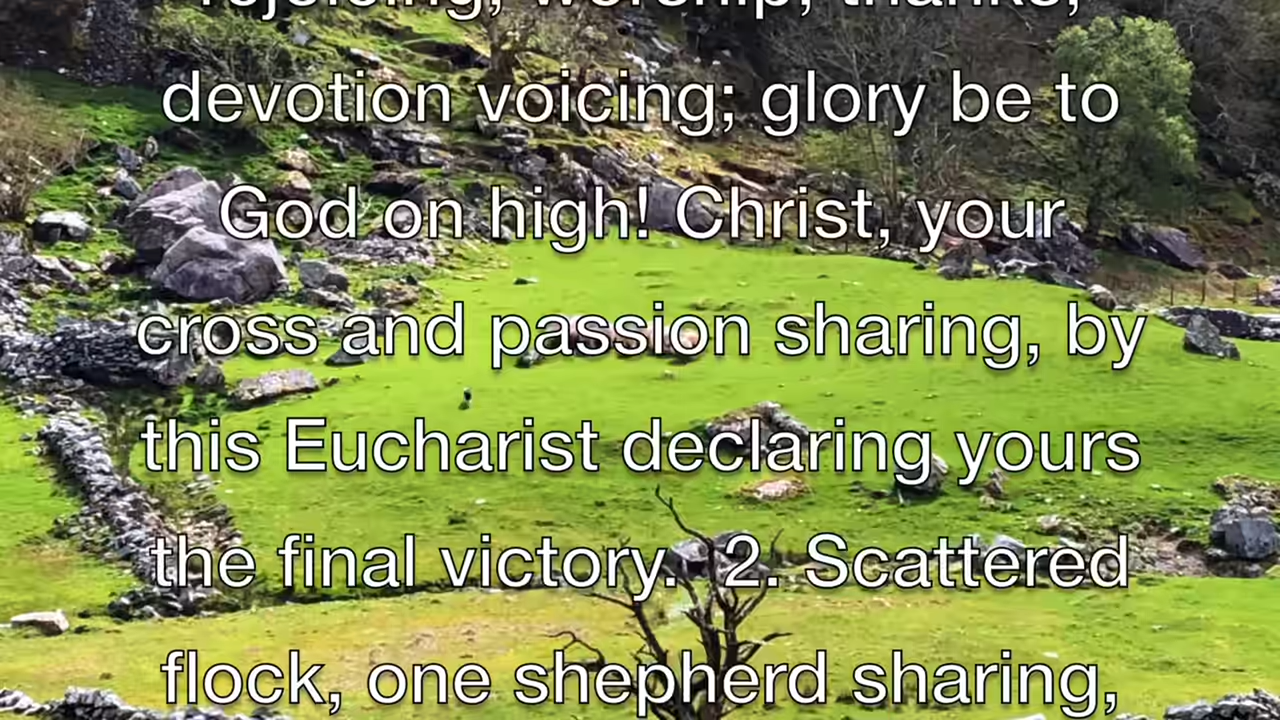 rejoicing, worship, thanks,
devotion voicing; glory be to
God on high! Christ, your
cross and passion sharing, by
this Eucharist declaring yours
the final victory.  2. Scattered
flock, one shepherd sharing,